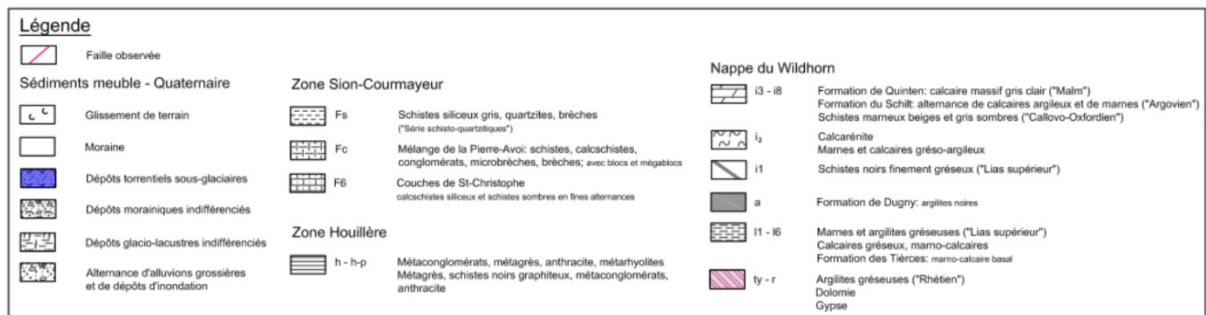 Légende
Faille observée
Sédiments meuble - Quaternaire
Glissement de terrain
Moraine
Dépôts torrentiels sous-glaciaires
Dépôts morainiques indifférenciés
Dépôts glacio-lacustres indifférenciés
Alternance d'alluvions grossières
et de dépôts d'inondation
Zone Sion-Courmayeur
Fs Schistes siliceux gris, quartzites, brèches
("Série schisto-quartzitiques")
Fc Mélange de la Pierre-Avoi: schistes, calcschistes,
conglomérats, microbrèches, brèches; avec blocs et mégablocs
F6 Couches de St-Christophe
calcschistes siliceux et schistes sombres en fines alternances
Zone Houillère
h - h-p Métaconglomérats, métagrès, anthracite, métarhyolites
Métagrès, schistes noirs graphiteux, métaconglomérats,
anthracite
Nappe du Wildhorn
i3 - i8 Formation de Quinten: calcaire massif gris clair ("Malm")
Formation du Schilt: alternance de calcaires argileux et de marnes ("Argovien")
Schistes marneux beiges et gris sombres ("Callovo-Oxfordien")
i₂ Calcarénite
Marnes et calcaires gréso-argileux
i1 Schistes noirs finement gréseux ("Lias supérieur")
a Formation de Dugny: argilites noires
l1 - l6 Marnes et argilites gréseuses ("Lias supérieur")
Calcaires gréseux, marno-calcaires
Formation des Tièrces: marno-calcaire basal
ty - r Argilites gréseuses ("Rhétien")
Dolomie
Gypse